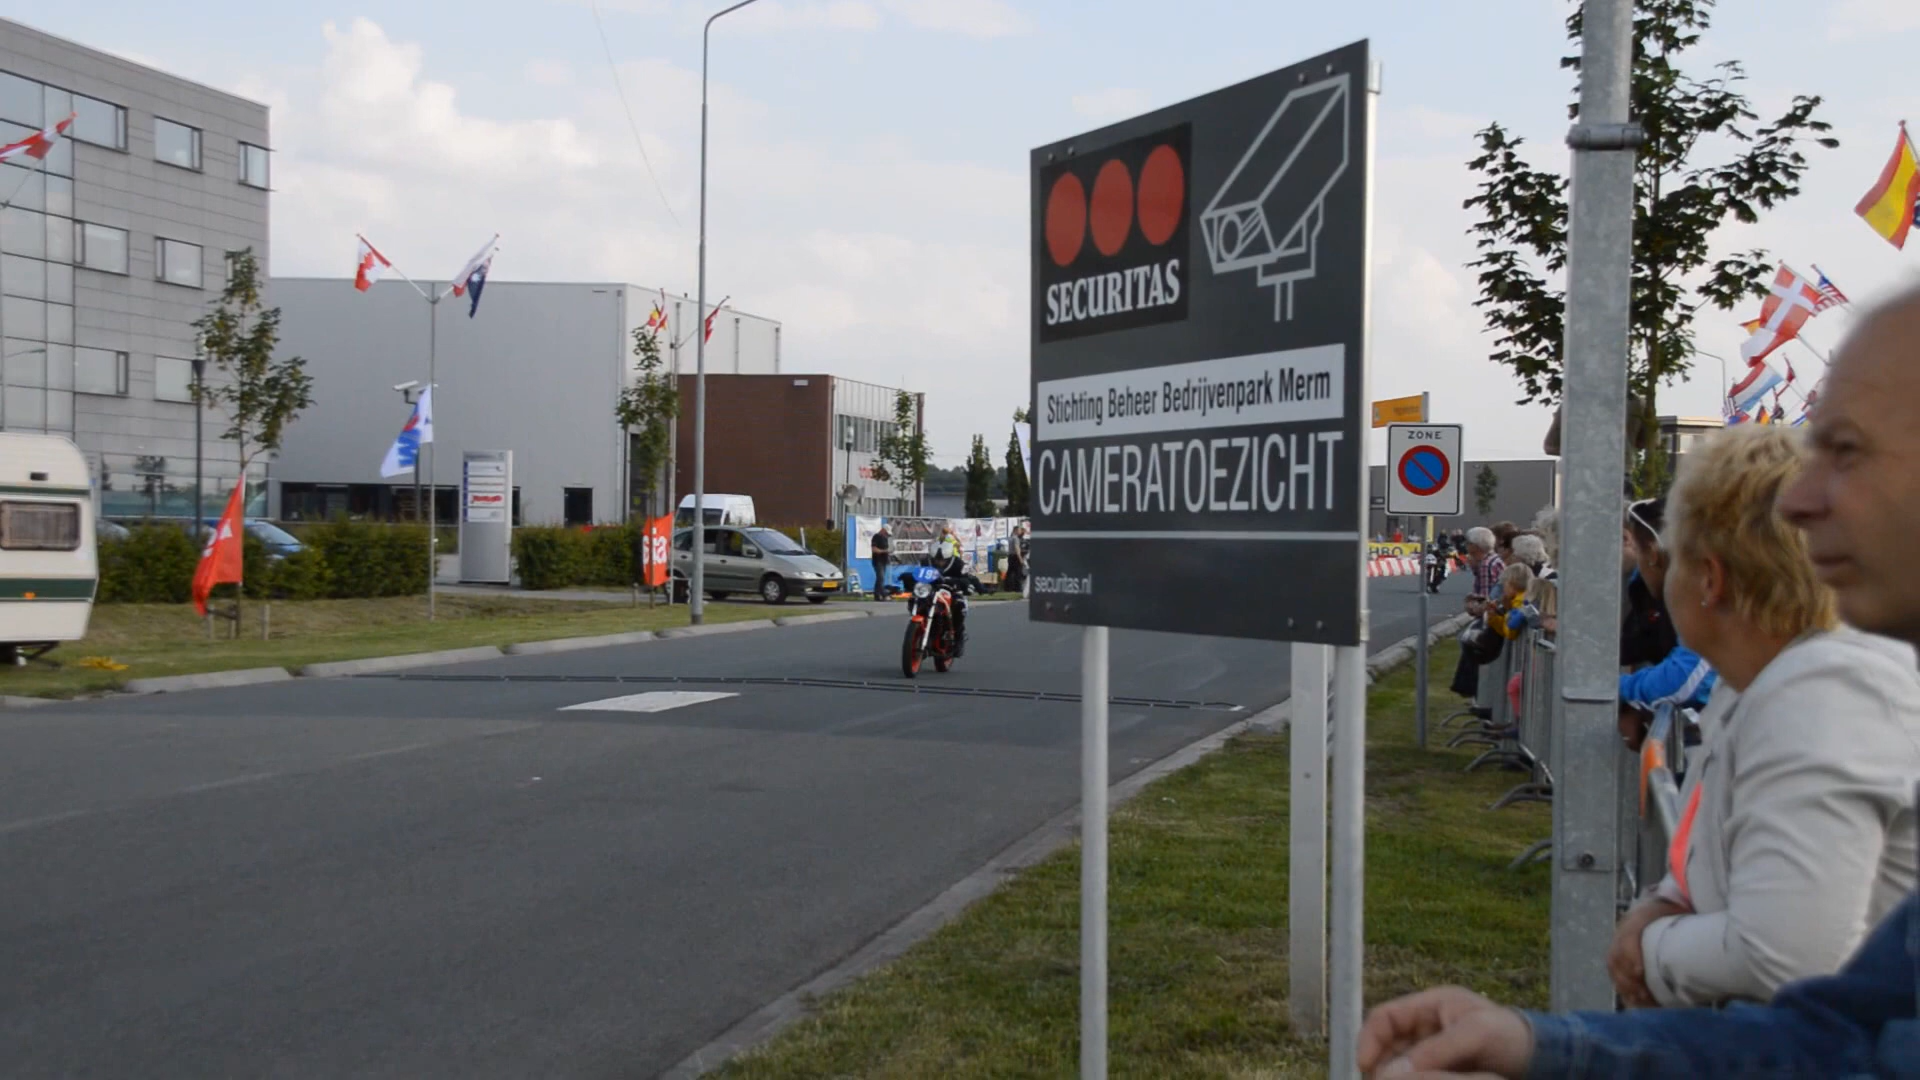 SECURITAS
Stichting Beheer Bedrijvenpark Merm
CAMERATOEZICHT
securitas.nl
ZONE